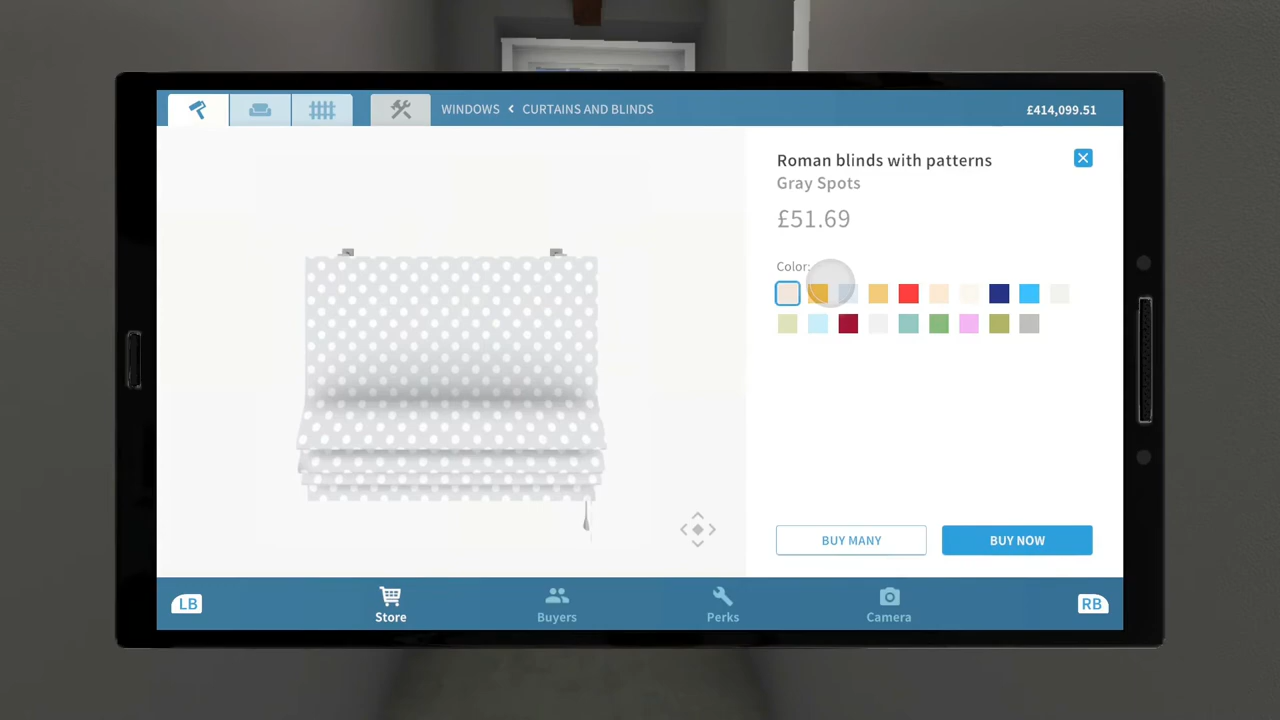 WINDOWS < CURTAINS AND BLINDS
£414,099.51
Roman blinds with patterns
Gray Spots
£51.69
Color:
BUY MANY
BUY NOW
LB
Store
Buyers
Perks
Camera
RB